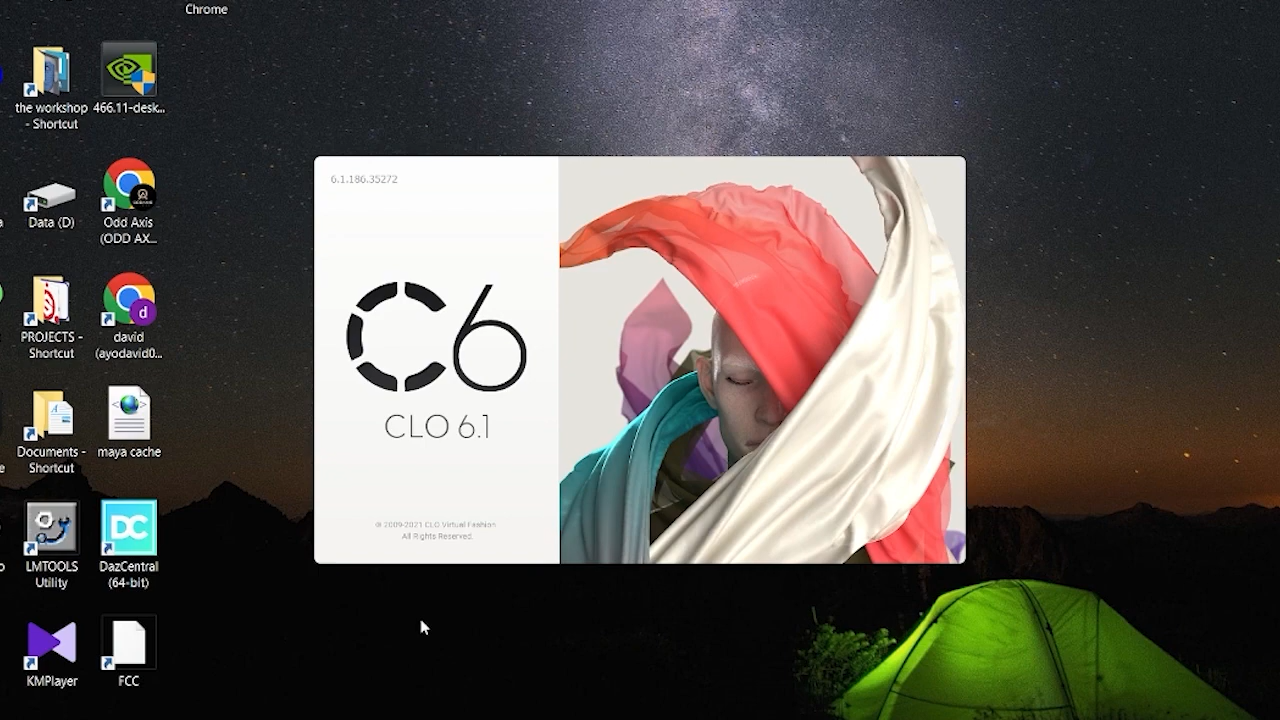 Chrome
the workshop
- Shortcut
466.11-desk...
Data (D)
Odd Axis
(ODD AX...
PROJECTS -
Shortcut
david
(ayodavid0...
Documents -
Shortcut
maya cache
LMTOOLS
Utility
DC
DazCentral
(64-bit)
KMPlayer
FCC
6.1.186.35272
C6
CLO 6.1
© 2009-2021 CLO Virtual Fashion
All Rights Reserved.